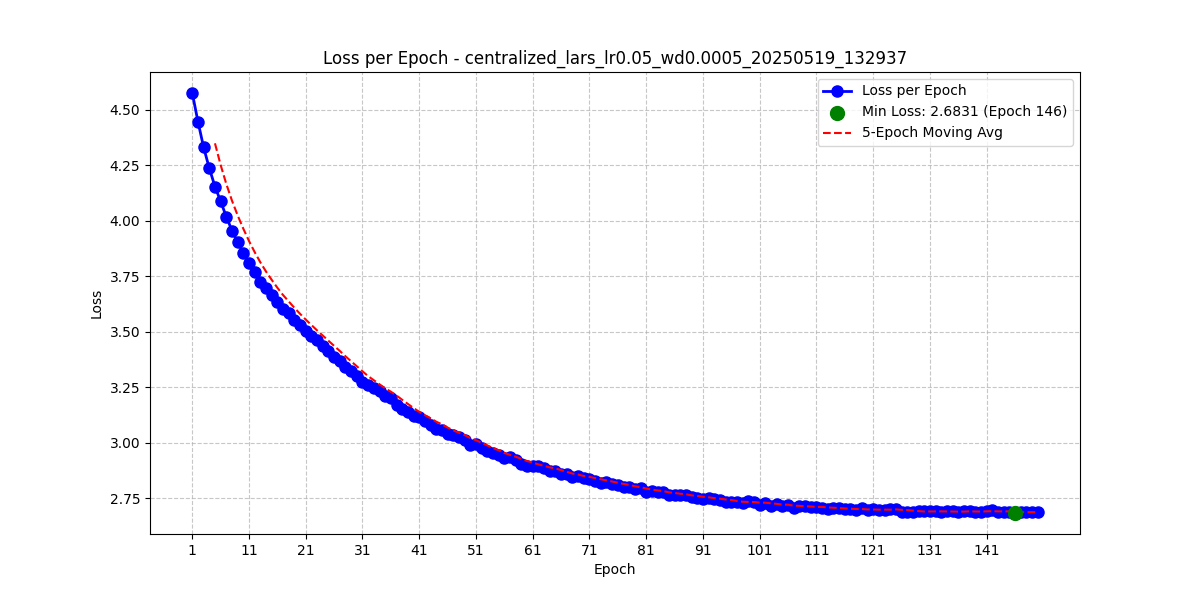 Loss per Epoch - centralized_lars_lr0.05_wd0.0005_20250519_132937
Loss per Epoch
Min Loss: 2.6831 (Epoch 146)
5-Epoch Moving Avg
Loss
4.50
4.25
4.00
3.75
3.50
3.25
3.00
2.75
1 11 21 31 41 51 61 71 81 91 101 111 121 131 141
Epoch